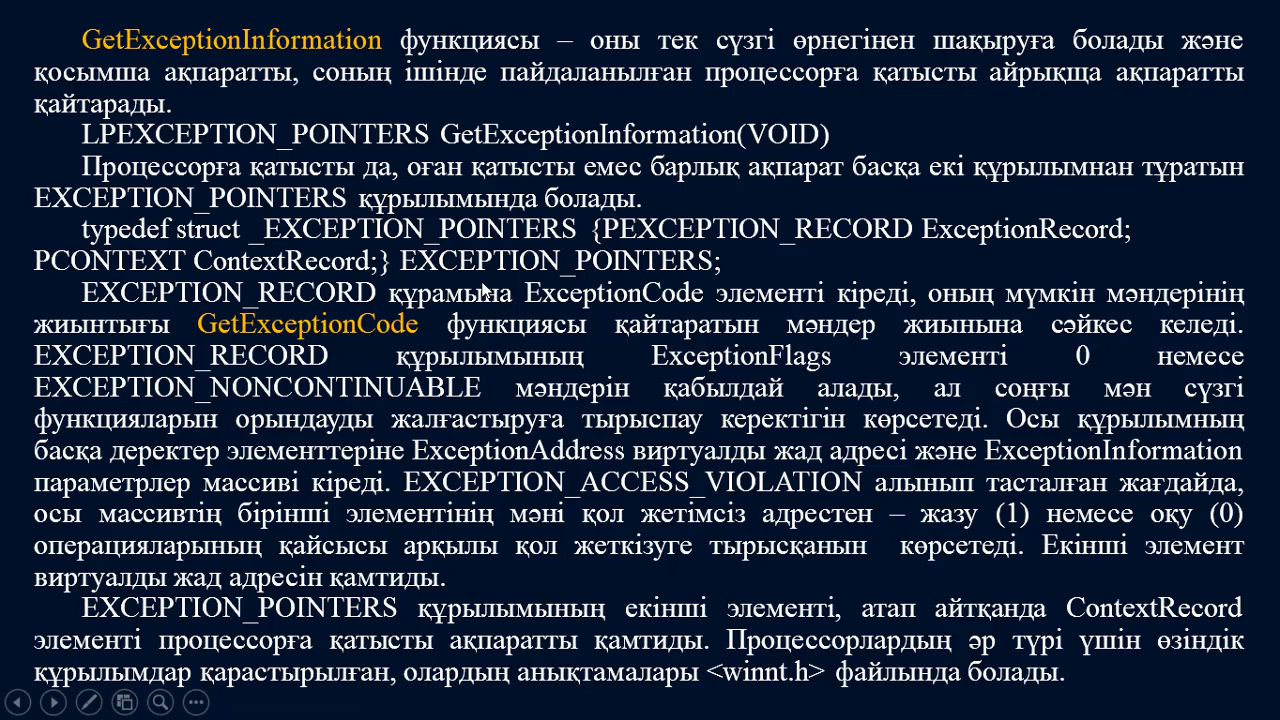 GetExceptionInformation функциясы – оны тек сүзгі өрнегінен шақыруға болады және
қосымша ақпаратты, соның ішінде пайдаланылған процессорға қатысты айрықща ақпаратты
қайтарады.
LPEXCEPTION_POINTERS GetExceptionInformation(VOID)
Процессорға қатысты да, оған қатысты емес барлық ақпарат басқа екі құрылымнан тұратын
EXCEPTION_POINTERS құрылымында болады.
typedef struct _EXCEPTION_POINTERS {PEXCEPTION_RECORD ExceptionRecord;
PCONTEXT ContextRecord;} EXCEPTION_POINTERS;
EXCEPTION_RECORD құрамына ExceptionCode элементі кіреді, оның мүмкін мәндерінің
жиынтығы GetExceptionCode функциясы қайтаратын мәндер жиынына сәйкес келеді.
EXCEPTION_RECORD құрылымының ExceptionFlags элементі 0 немесе
EXCEPTION_NONCONTINUABLE мәндерін қабылдай алады, ал соңғы мән сүзгі
функцияларын орындауды жалғастыруға тырыспау керектігін көрсетеді. Осы құрылымның
басқа деректер элементтеріне ExceptionAddress виртуалды жад адресі және ExceptionInformation
параметрлер массиві кіреді. EXCEPTION_ACCESS_VIOLATION алынып тасталған жағдайда,
осы массивтің бірінші элементінің мәні қол жетімсіз адрестен – жазу (1) немесе оқу (0)
операцияларының қайсысы арқылы қол жеткізуге тырысқанын көрсетеді. Екінші элемент
виртуалды жад адресін қамтиды.
EXCEPTION_POINTERS құрылымының екінші элементі, атап айтқанда ContextRecord
элементі процессорға қатысты ақпаратты қамтиды. Процессорлардың әр түрі үшін өзіндік
құрылымдар қарастырылған, олардың анықтамалары <winnt.h> файлында болады.